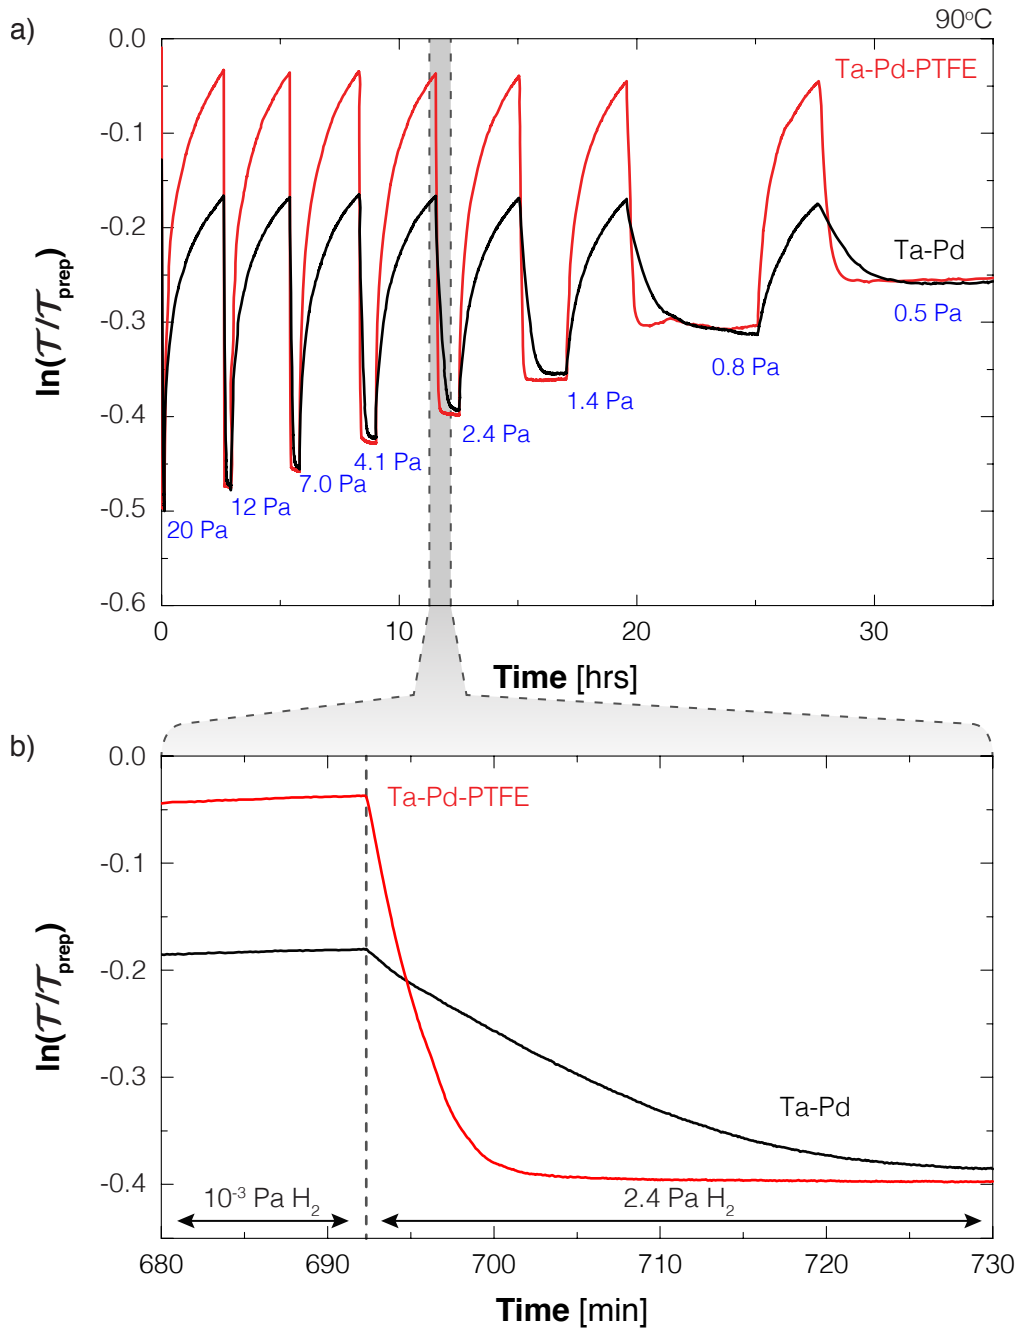 a)
90°C
0.0
-0.1
-0.2
-0.3
-0.4
-0.5
-0.6
ln(𝒯/𝒯prep)
Ta-Pd-PTFE
Ta-Pd
0.5 Pa
0.8 Pa
1.4 Pa
2.4 Pa
4.1 Pa
7.0 Pa
12 Pa
20 Pa
0 10 20 30
Time [hrs]
b)
0.0
-0.1
-0.2
-0.3
-0.4
ln(𝒯/𝒯prep)
Ta-Pd-PTFE
Ta-Pd
10⁻³ Pa H₂
2.4 Pa H₂
680 690 700 710 720 730
Time [min]